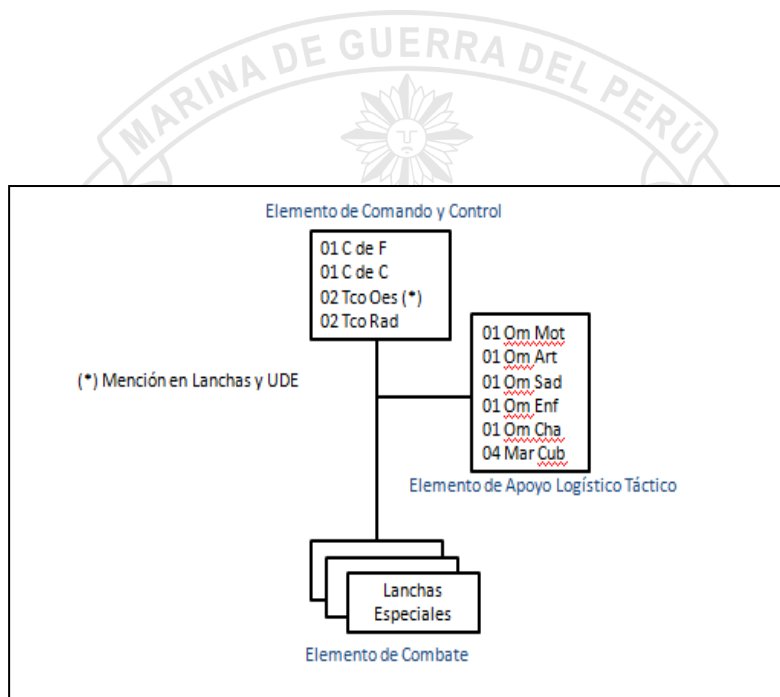 MARINA DE GUERRA DEL PERÚ
Elemento de Comando y Control
01 C de F
01 C de C
02 Tco Oes (*)
02 Tco Rad
(*) Mención en Lanchas y UDE
01 Om Mot
01 Om Art
01 Om Sad
01 Om Enf
01 Om Cha
04 Mar Cub
Elemento de Apoyo Logístico Táctico
Lanchas
Especiales
Elemento de Combate